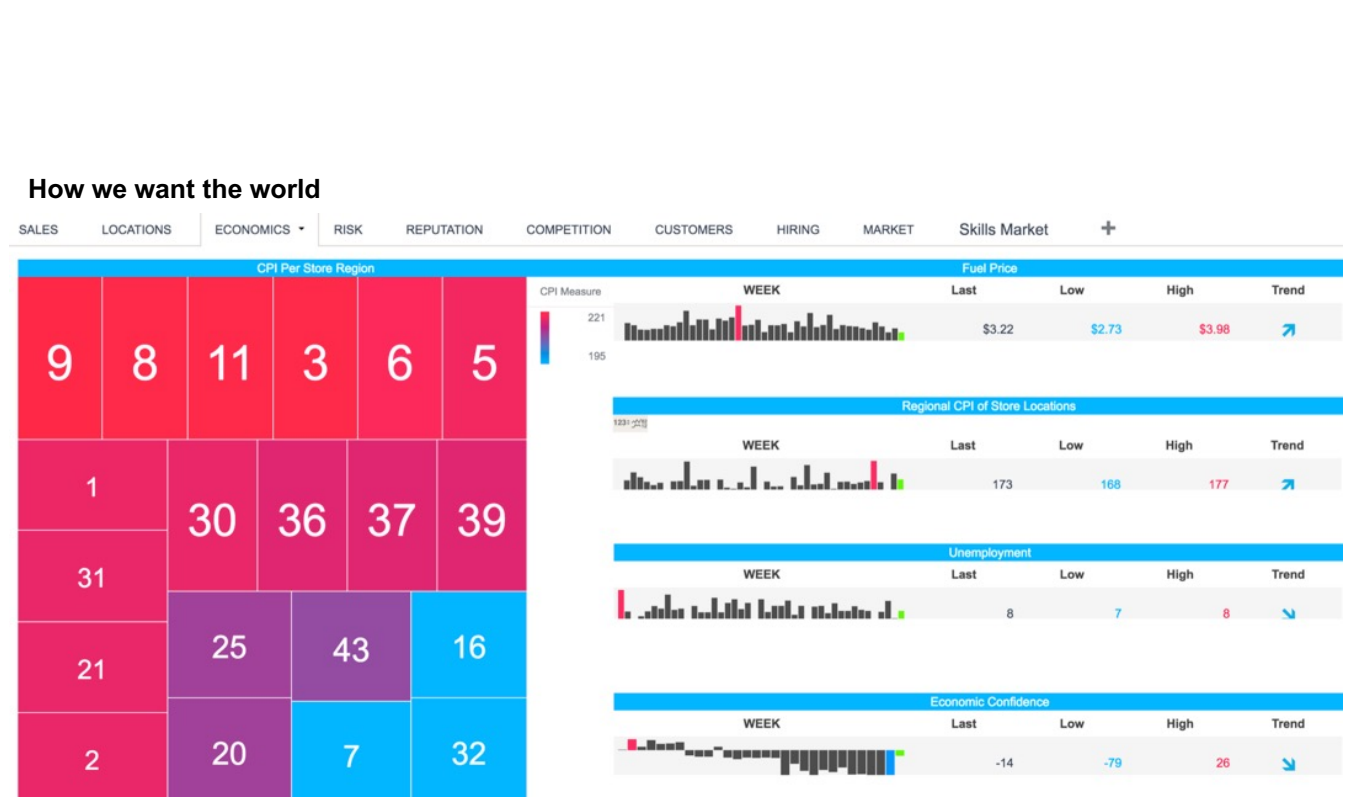 How we want the world
SALES LOCATIONS ECONOMICS RISK REPUTATION COMPETITION CUSTOMERS HIRING MARKET Skills Market +
CPI Per Store Region
9 8 11 3 6 5
1
30 36 37 39
31
25 43 16
21
20 7 32
2
CPI Measure
221
195
Fuel Price
WEEK Last Low High Trend
$3.22 $2.73 $3.98
Regional CPI of Store Locations
WEEK Last Low High Trend
173 168 177
Unemployment
WEEK Last Low High Trend
8 7 8
Economic Confidence
WEEK Last Low High Trend
-14 -79 26